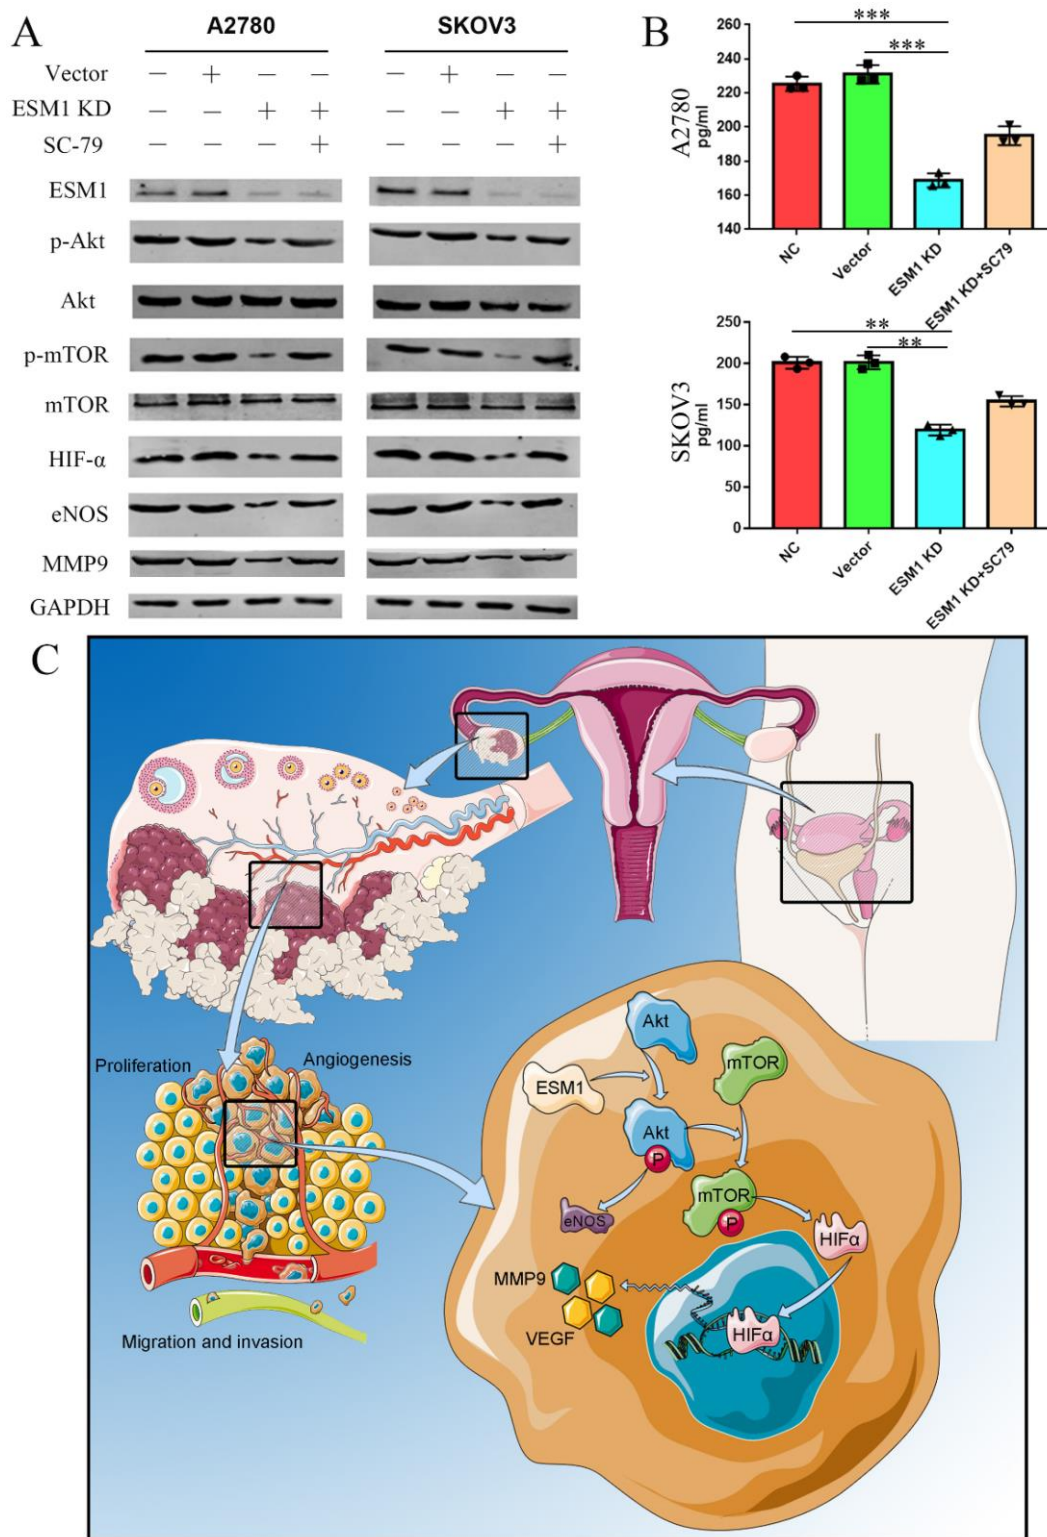 A
A2780 SKOV3
Vector − + − − − + − −
ESM1 KD − − + + − − + +
SC-79 − − − + − − − +
ESM1
p-Akt
Akt
p-mTOR
mTOR
HIF-α
eNOS
MMP9
GAPDH
B
***
***
A2780
pg/ml
260
240
220
200
180
160
140
NC
Vector
ESM1 KD
ESM1 KD+SC79
**
**
SKOV3
pg/ml
250
200
150
100
50
0
NC
Vector
ESM1 KD
ESM1 KD+SC79
C
Proliferation
Angiogenesis
Migration and invasion
Akt
ESM1
mTOR
Akt
P
eNOS
mTOR
P
HIFα
MMP9
VEGF
HIFα